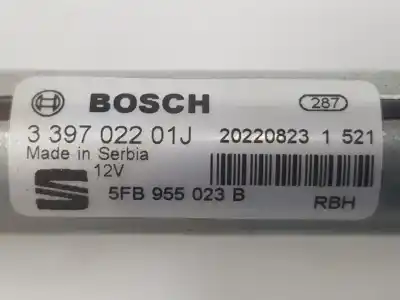 BOSCH 287
3 397 022 01J 20220823 1 521
Made in Serbia
12V
5FB 955 023 B
RBH